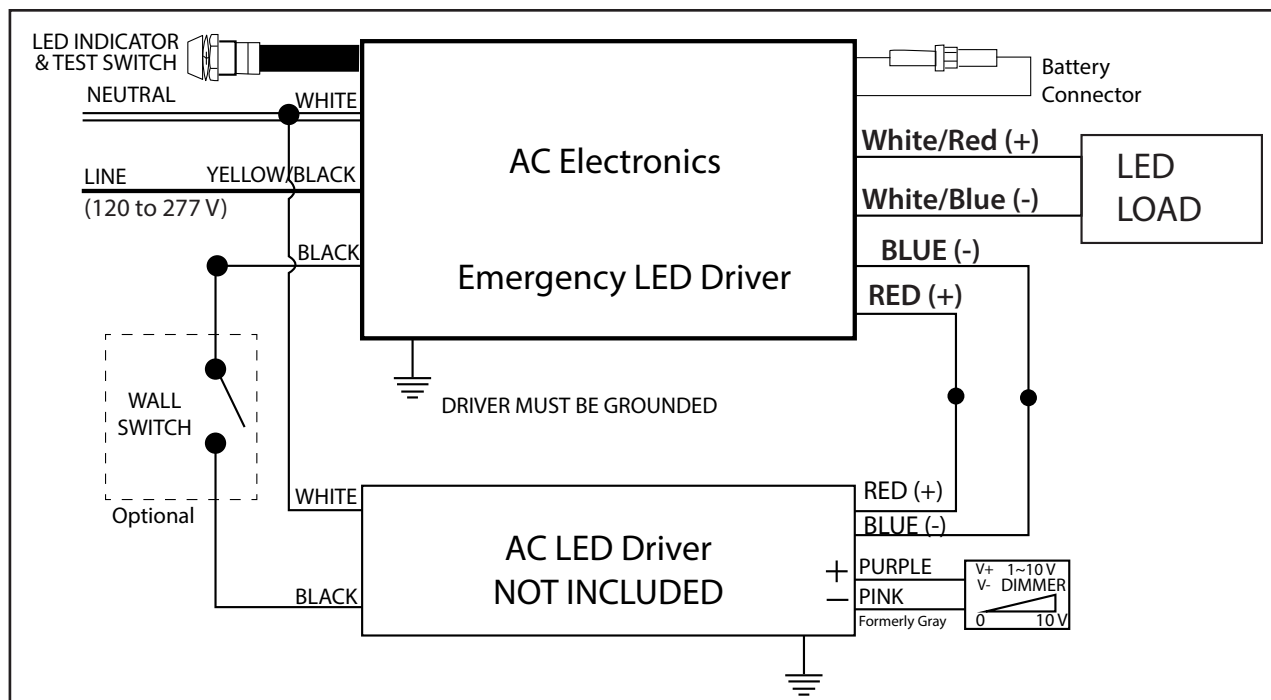 LED INDICATOR
& TEST SWITCH
NEUTRAL
WHITE
LINE
YELLOW/BLACK
(120 to 277 V)
BLACK
AC Electronics
Emergency LED Driver
Battery
Connector
White/Red (+)
White/Blue (-)
LED
LOAD
BLUE (-)
RED (+)
DRIVER MUST BE GROUNDED
WALL
SWITCH
Optional
WHITE
BLACK
AC LED Driver
NOT INCLUDED
RED (+)
BLUE (-)
+ PURPLE
− PINK
Formerly Gray
V+ 1~10 V
V- DIMMER
0 10 V